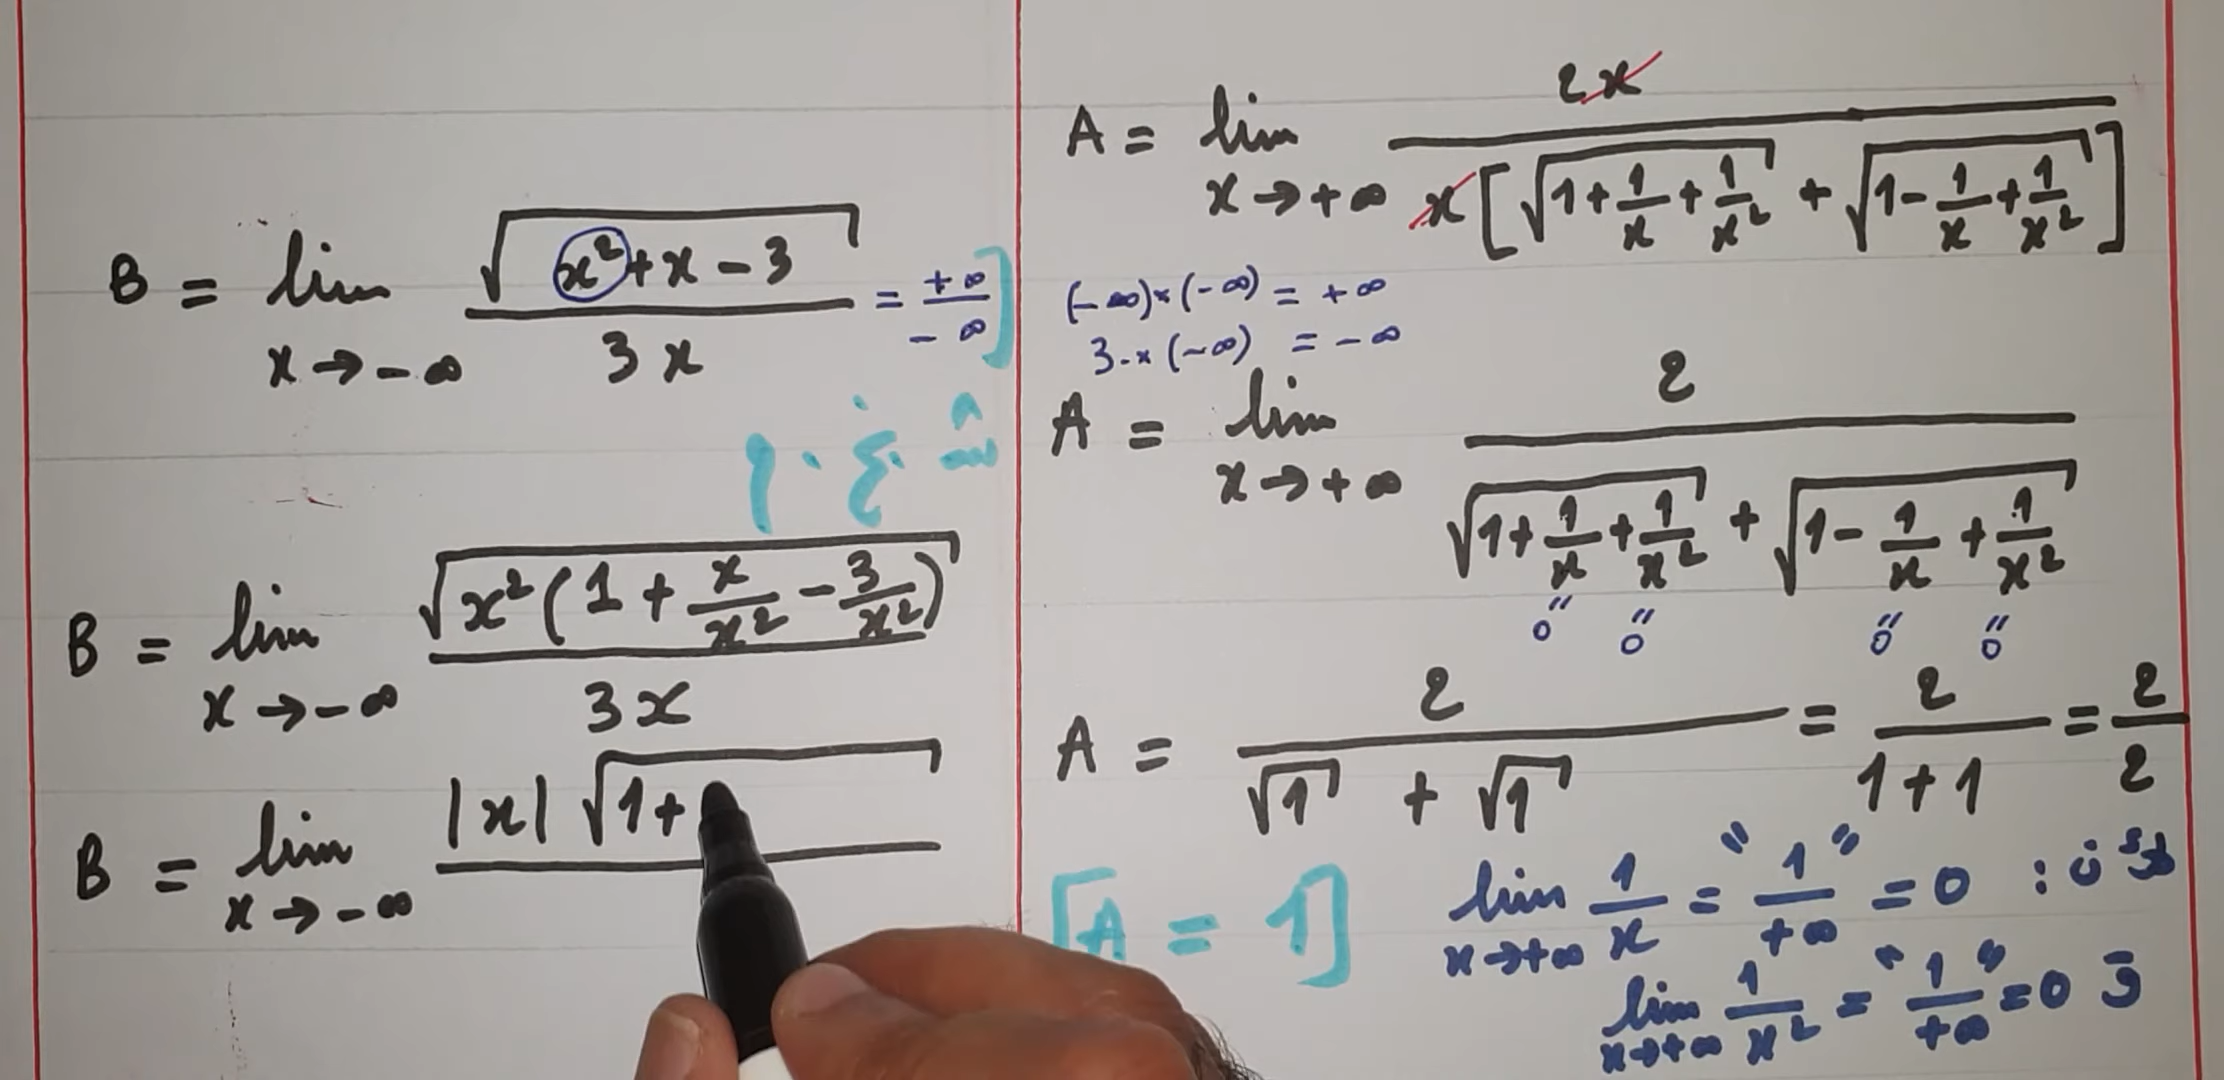 B = lim x→-∞ √(x²+x-3) / 3x = +∞ / -∞
ح.ع.ت
B = lim x→-∞ √(x²(1 + x/x² - 3/x²)) / 3x
B = lim x→-∞ |x| √(1+
A = lim x→+∞ 2x / x[√(1+1/x+1/x²) + √(1-1/x+1/x²)]
(-∞)×(-∞) = +∞
3×(-∞) = -∞
A = lim x→+∞ 2 / √(1+1/x+1/x²) + √(1-1/x+1/x²)
"0 "0 "0 "0
A = 2 / √1 + √1 = 2 / 1+1 = 2/2
[A = 1]
lim x→+∞ 1/x = "1/+∞" = 0 : لأن
lim x→+∞ 1/x² = "1/+∞" = 0 و